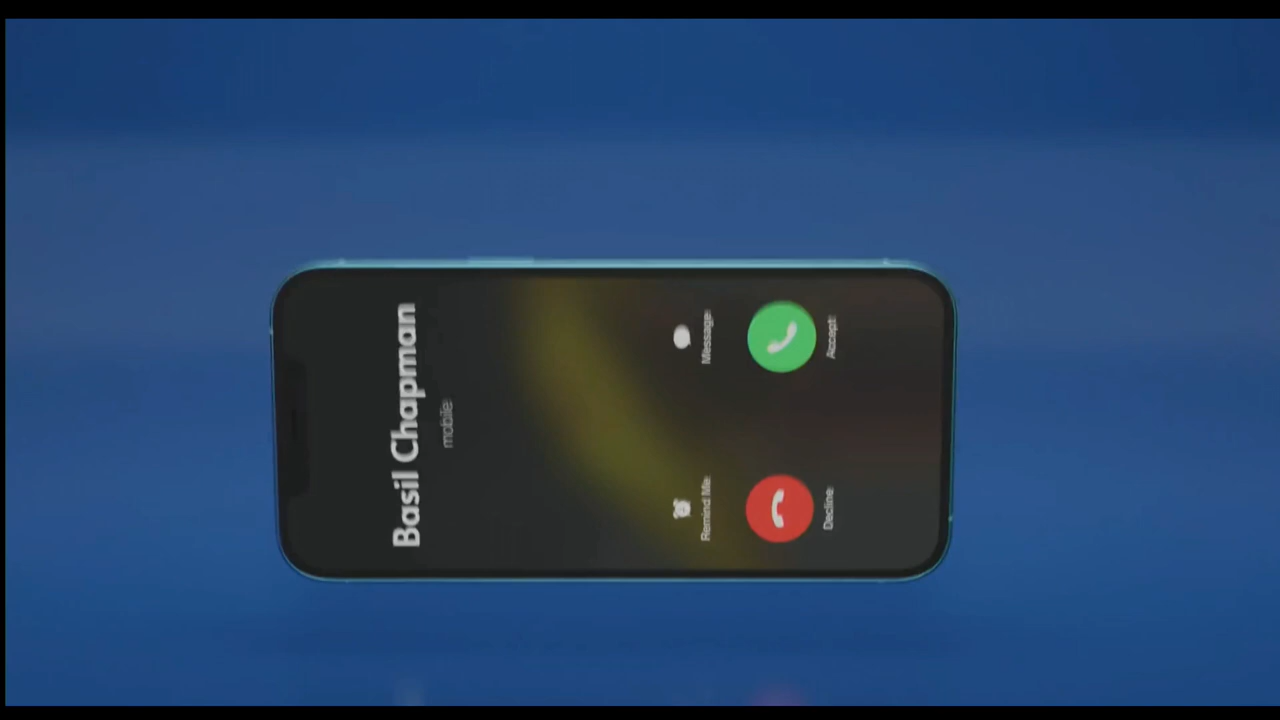 Basil Chapman
mobile
Remind Me
Message
Decline
Accept